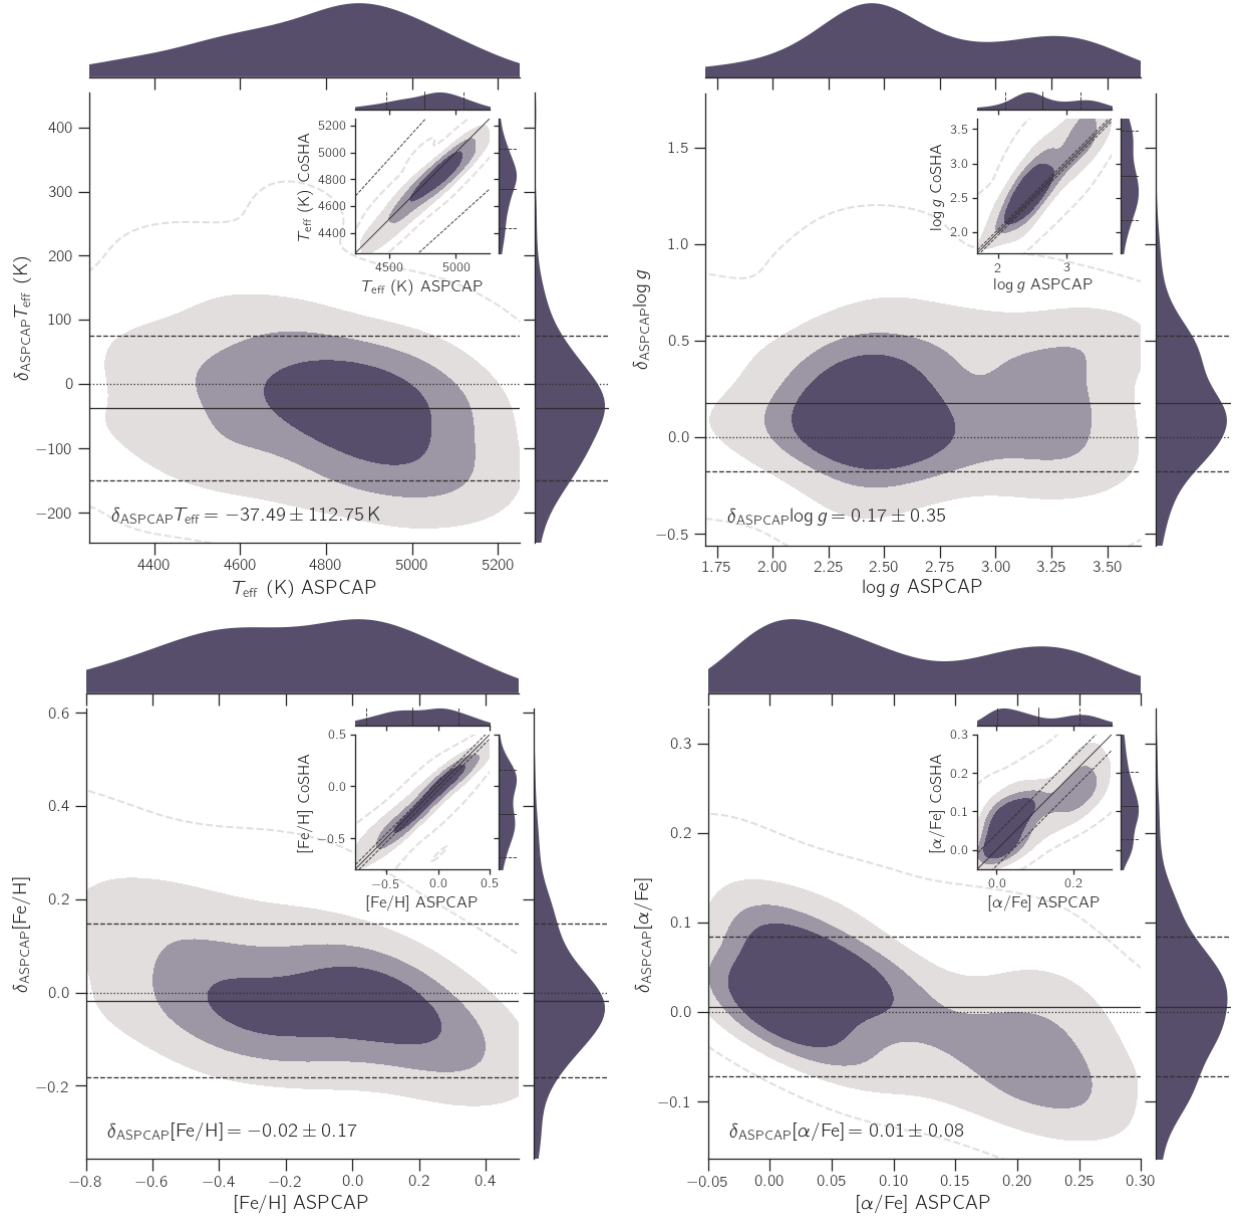 400
300
200
100
0
−100
−200
δASPCAP Teff (K)
5200
5000
4800
4600
4400
Teff (K) CoSHA
4500 5000
Teff (K) ASPCAP
δASPCAP Teff = −37.49 ± 112.75 K
4400 4600 4800 5000 5200
Teff (K) ASPCAP
1.5
1.0
0.5
0.0
−0.5
δASPCAP log g
3.5
3.0
2.5
2.0
log g CoSHA
2 3
log g ASPCAP
δASPCAP log g = 0.17 ± 0.35
1.75 2.00 2.25 2.50 2.75 3.00 3.25 3.50
log g ASPCAP
0.6
0.4
0.2
0.0
−0.2
δASPCAP [Fe/H]
0.5
0.0
−0.5
[Fe/H] CoSHA
−0.5 0.0 0.5
[Fe/H] ASPCAP
δASPCAP [Fe/H] = −0.02 ± 0.17
−0.8 −0.6 −0.4 −0.2 0.0 0.2 0.4
[Fe/H] ASPCAP
0.3
0.2
0.1
0.0
−0.1
δASPCAP [α/Fe]
0.3
0.2
0.1
0.0
[α/Fe] CoSHA
0.0 0.2
[α/Fe] ASPCAP
δASPCAP [α/Fe] = 0.01 ± 0.08
−0.05 0.00 0.05 0.10 0.15 0.20 0.25 0.30
[α/Fe] ASPCAP